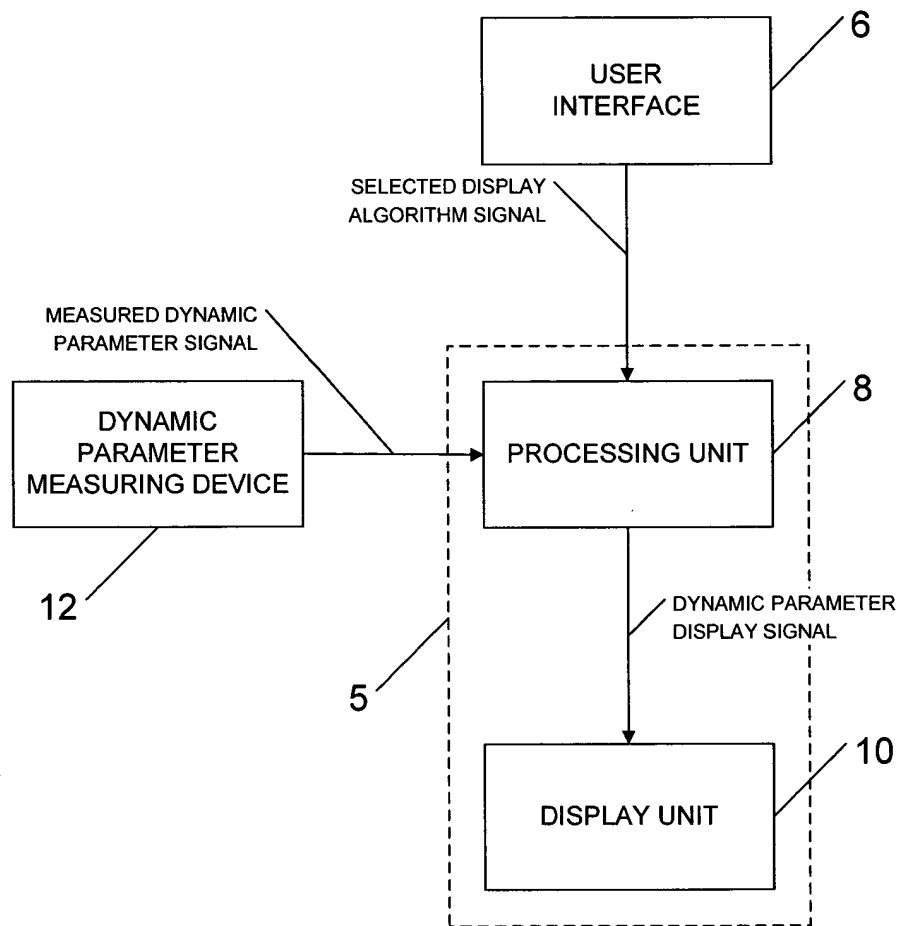 6
USER
INTERFACE
SELECTED DISPLAY
ALGORITHM SIGNAL
MEASURED DYNAMIC
PARAMETER SIGNAL
8
DYNAMIC
PARAMETER
MEASURING DEVICE
PROCESSING UNIT
12
DYNAMIC PARAMETER
DISPLAY SIGNAL
5
10
DISPLAY UNIT